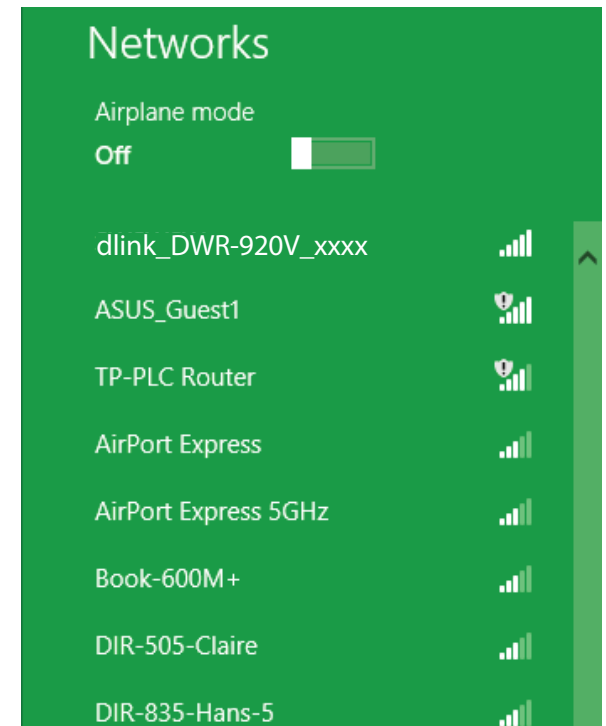 Networks
Airplane mode
Off
dlink_DWR-920V_xxxx
ASUS_Guest1
TP-PLC Router
AirPort Express
AirPort Express 5GHz
Book-600M+
DIR-505-Claire
DIR-835-Hans-5